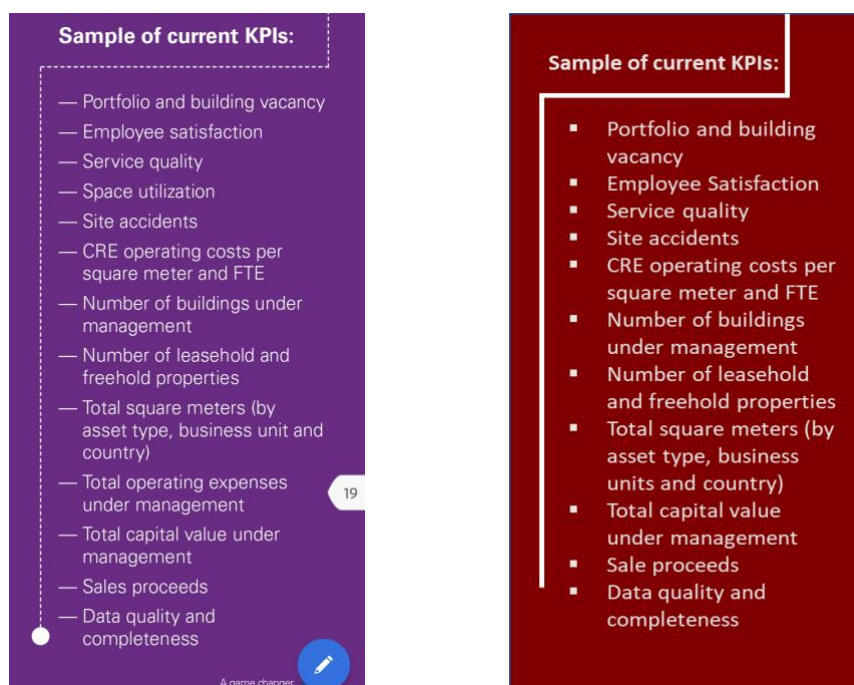 Sample of current KPIs:
— Portfolio and building vacancy
— Employee satisfaction
— Service quality
— Space utilization
— Site accidents
— CRE operating costs per
square meter and FTE
— Number of buildings under
management
— Number of leasehold and
freehold properties
— Total square meters (by
asset type, business unit and
country)
— Total operating expenses
under management
— Total capital value under
management
— Sales proceeds
— Data quality and
completeness
19
A game changer
Sample of current KPIs:
▪ Portfolio and building
vacancy
▪ Employee Satisfaction
▪ Service quality
▪ Site accidents
▪ CRE operating costs per
square meter and FTE
▪ Number of buildings
under management
▪ Number of leasehold
and freehold properties
▪ Total square meters (by
asset type, business
units and country)
▪ Total capital value
under management
▪ Sale proceeds
▪ Data quality and
completeness